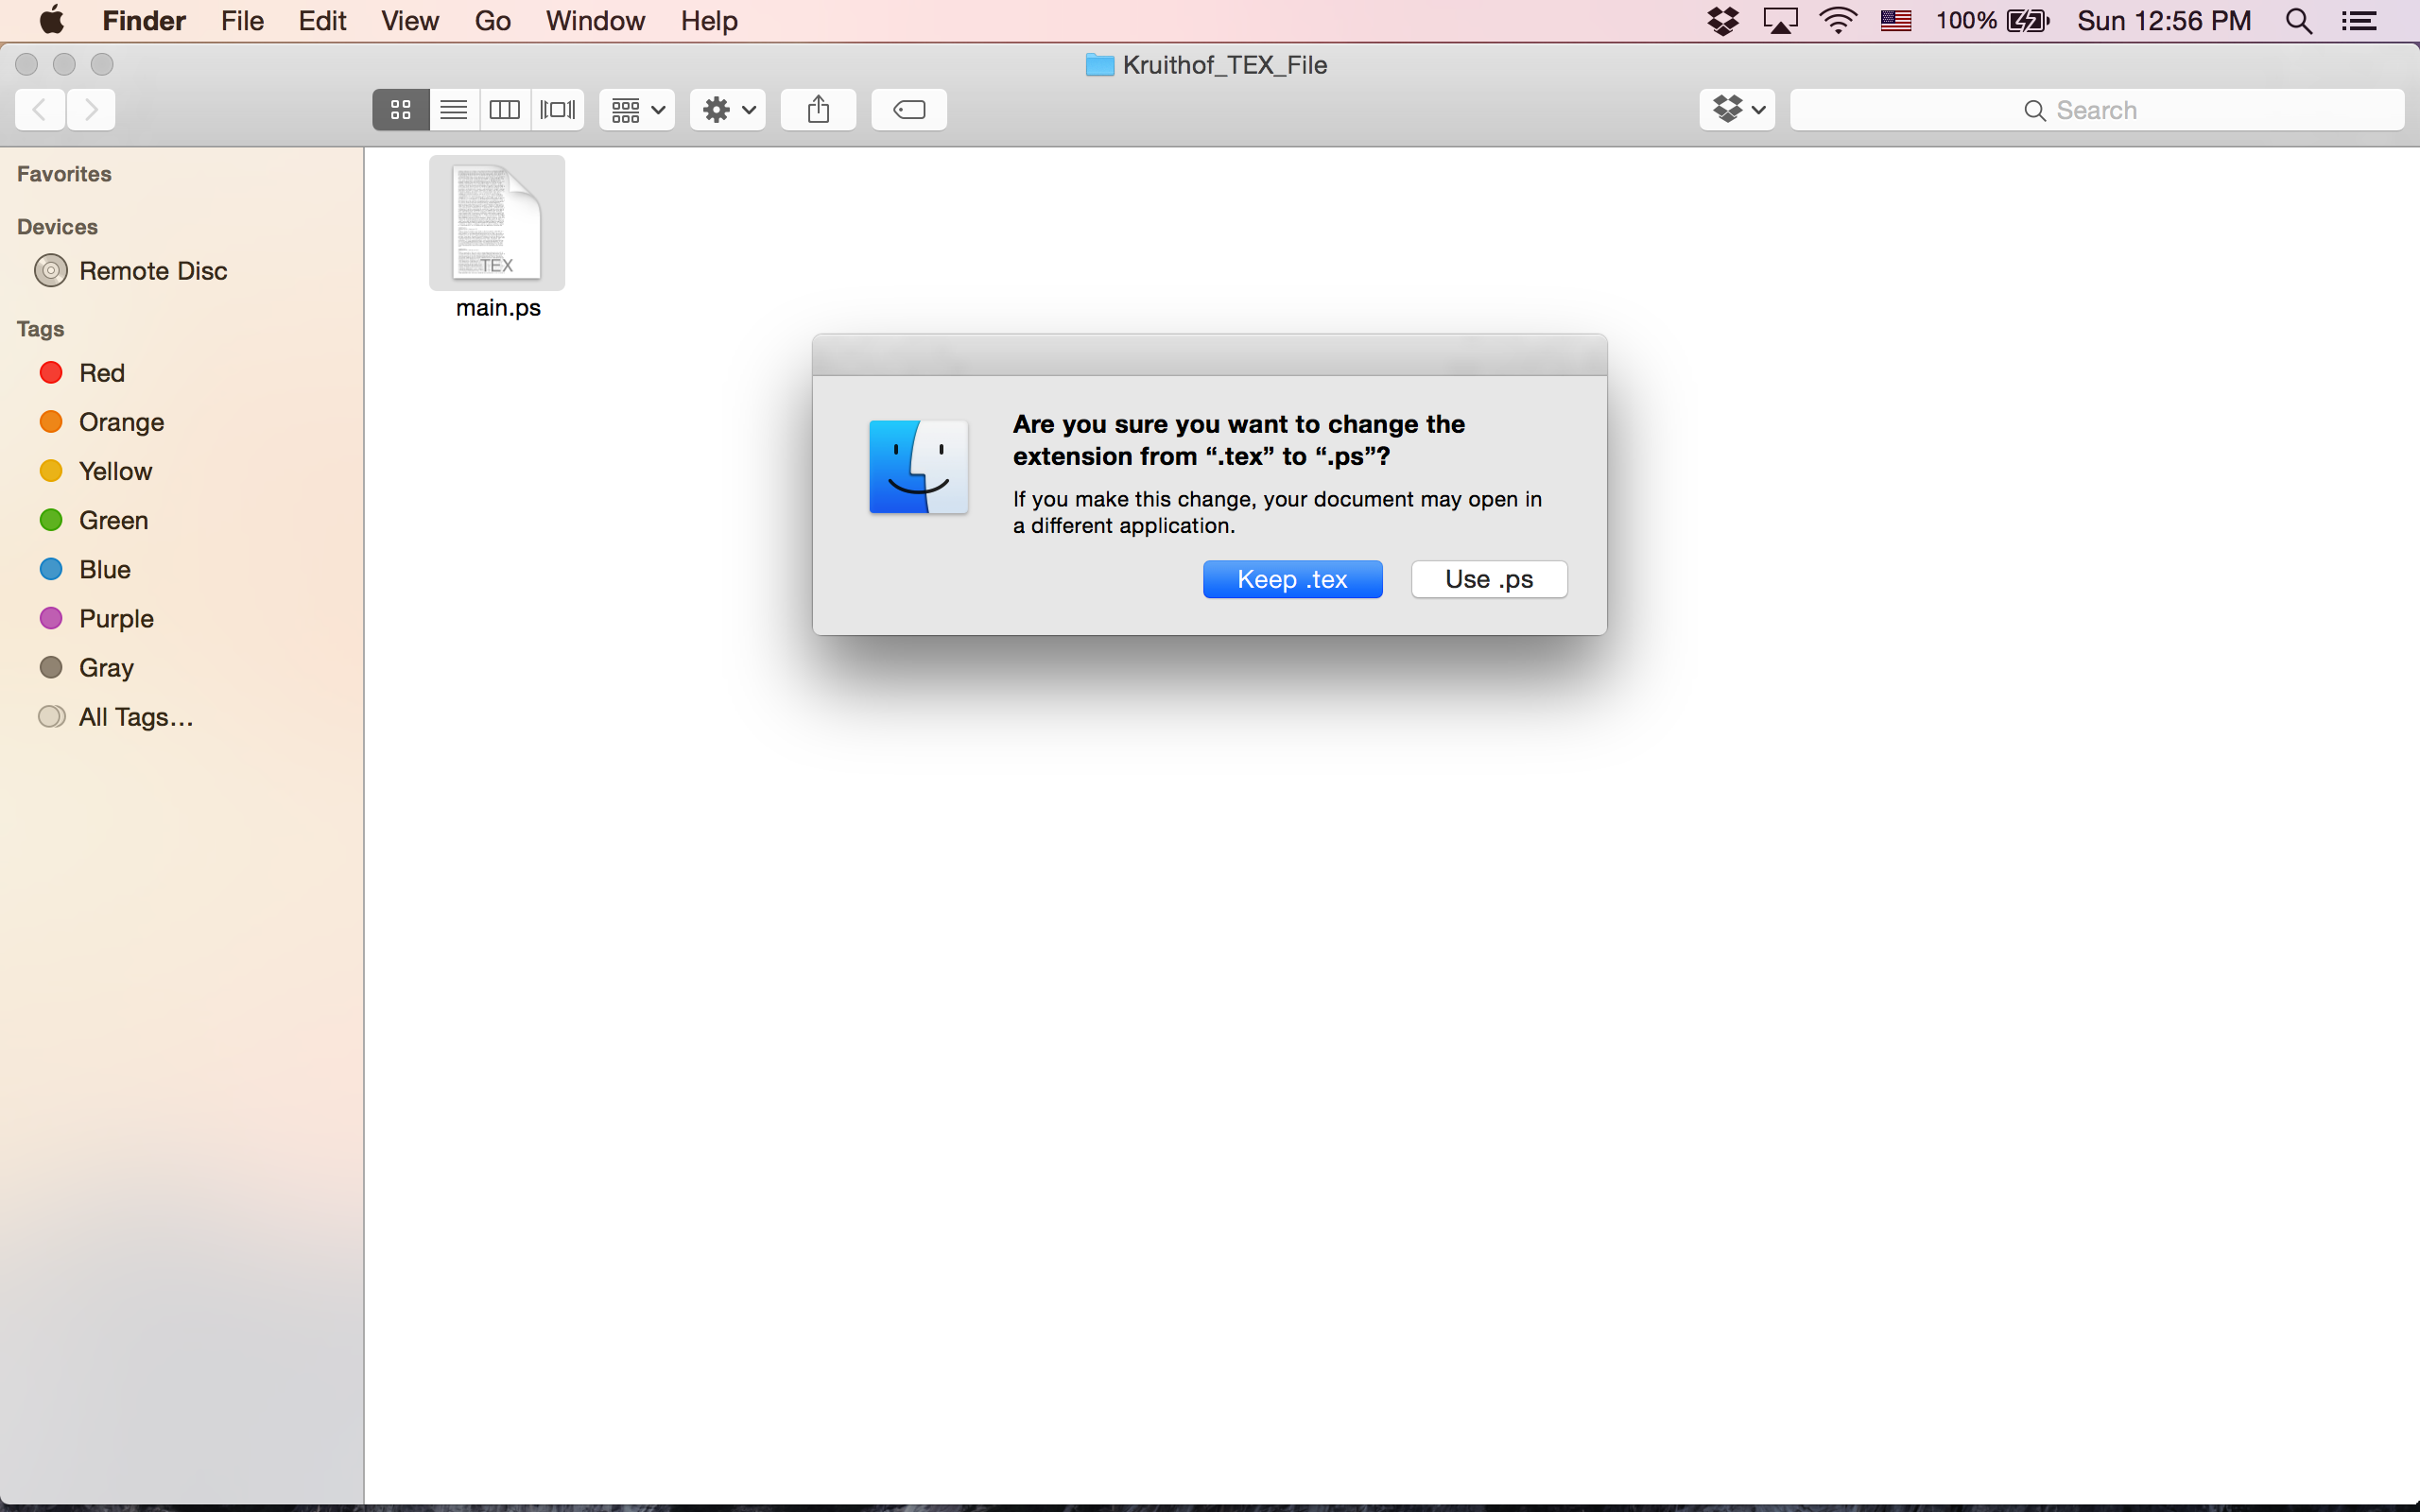 Finder File Edit View Go Window Help 100% Sun 12:56 PM
Kruithof_TEX_File
Search
Favorites
Devices
Remote Disc
Tags
Red
Orange
Yellow
Green
Blue
Purple
Gray
All Tags...
TEX
main.ps
Are you sure you want to change the
extension from “.tex” to “.ps”?
If you make this change, your document may open in
a different application.
Keep .tex Use .ps